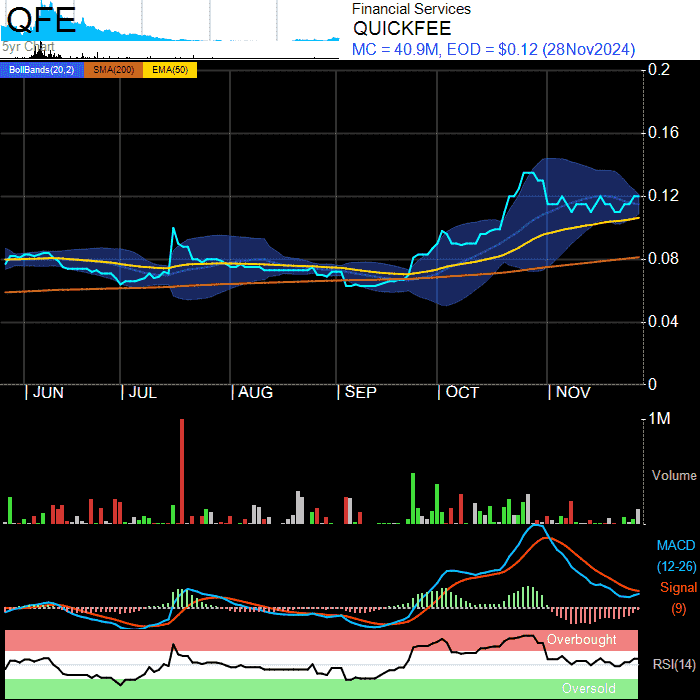 QFE
5yr Chart
Financial Services
QUICKFEE
MC = 40.9M, EOD = $0.12 (28Nov2024)
BollBands(20,2) SMA(200) EMA(50)
0.2
0.16
0.12
0.08
0.04
0
JUN JUL AUG SEP OCT NOV
1M
Volume
MACD
(12-26)
Signal
(9)
Overbought
RSI(14)
Oversold